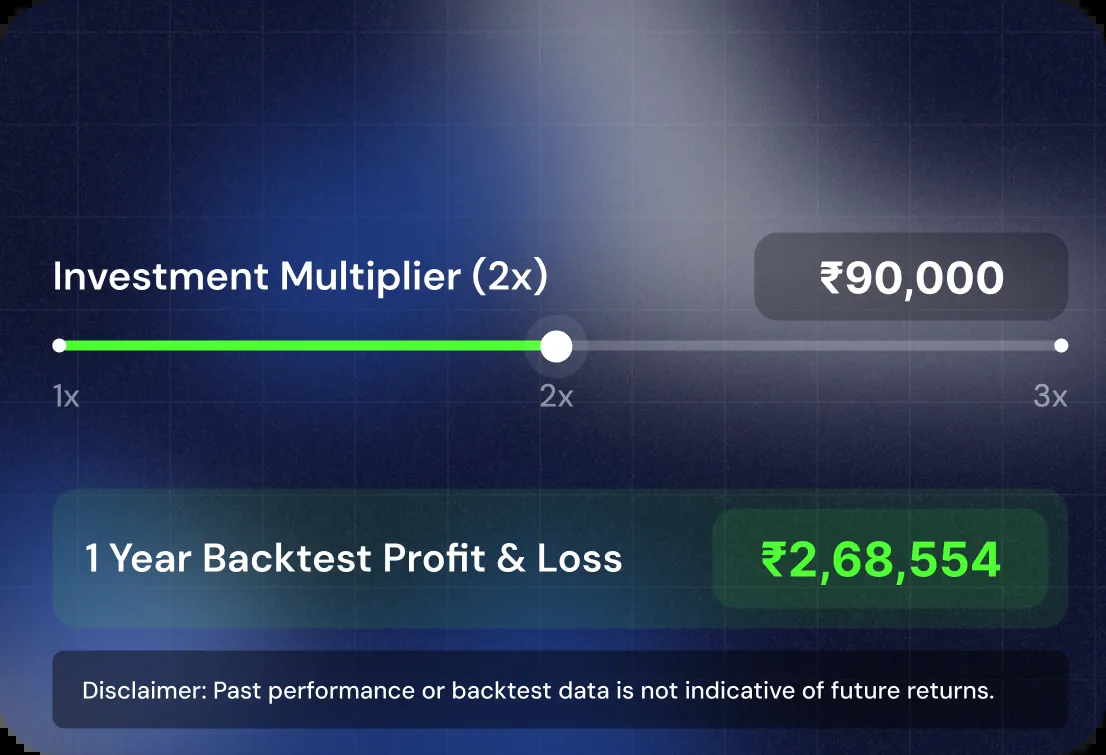 Investment Multiplier (2x)
₹90,000
1x
2x
3x
1 Year Backtest Profit & Loss
₹2,68,554
Disclaimer: Past performance or backtest data is not indicative of future returns.